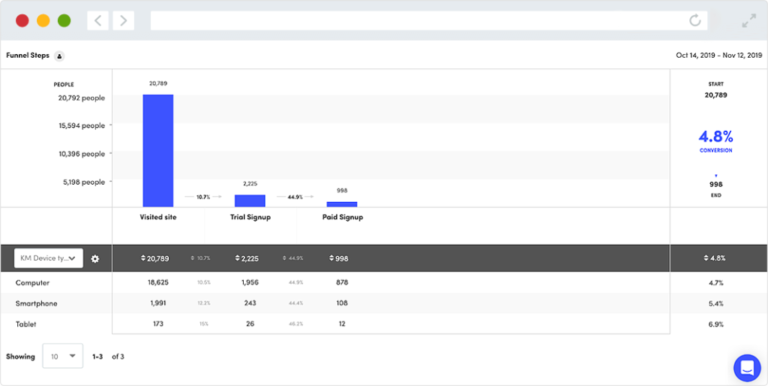 Funnel Steps
Oct 14, 2019 - Nov 12, 2019
PEOPLE
20,792 people
15,594 people
10,396 people
5,198 people
20,789
10.7%
2,225
44.9%
998
Visited site
Trial Signup
Paid Signup
START
20,789
4.8%
CONVERSION
998
END
KM Device ty... 20,789 10.7% 2,225 44.9% 998 4.8%
Computer 18,625 10.5% 1,956 44.9% 878 4.7%
Smartphone 1,991 12.2% 243 44.4% 108 5.4%
Tablet 173 15% 26 46.2% 12 6.9%
Showing 10 1-3 of 3